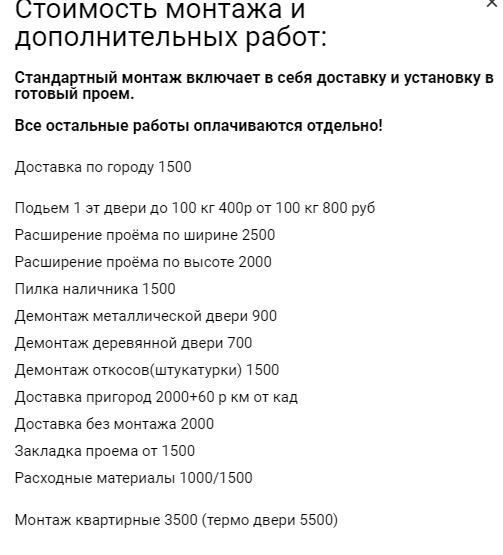 Стоимость монтажа и
дополнительных работ:
Стандартный монтаж включает в себя доставку и установку в
готовый проем.
Все остальные работы оплачиваются отдельно!
Доставка по городу 1500
Подьем 1 эт двери до 100 кг 400р от 100 кг 800 руб
Расширение проёма по ширине 2500
Расширение проёма по высоте 2000
Пилка наличника 1500
Демонтаж металлической двери 900
Демонтаж деревянной двери 700
Демонтаж откосов(штукатурки) 1500
Доставка пригород 2000+60 р км от кад
Доставка без монтажа 2000
Закладка проема от 1500
Расходные материалы 1000/1500
Монтаж квартирные 3500 (термо двери 5500)